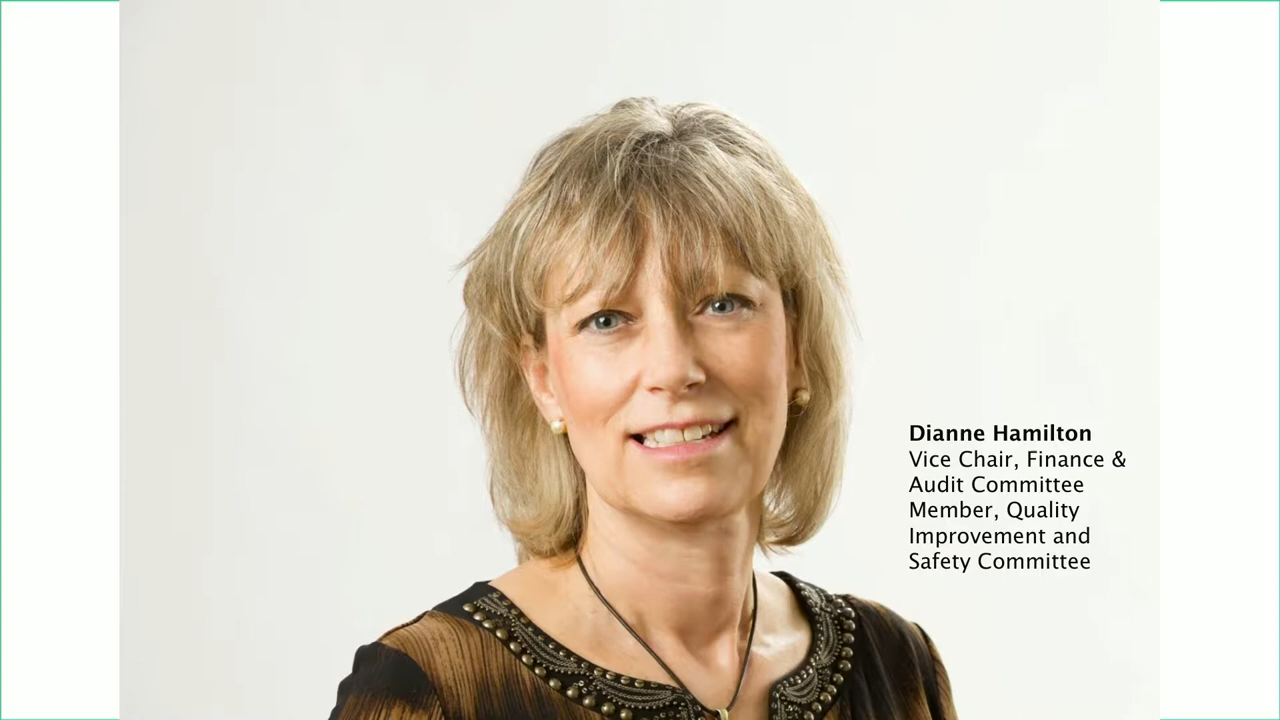 Dianne Hamilton
Vice Chair, Finance &
Audit Committee
Member, Quality
Improvement and
Safety Committee